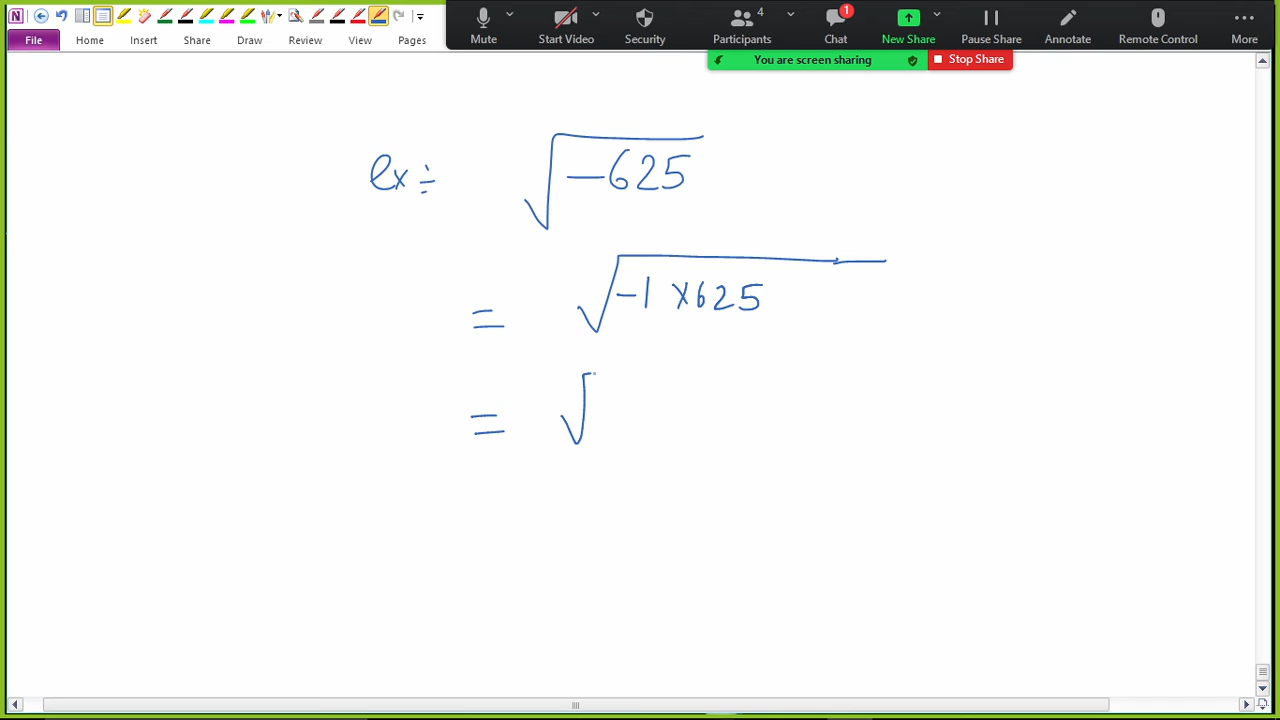 Mute Start Video Security Participants 4 Chat 1 New Share Pause Share Annotate Remote Control More
File Home Insert Share Draw Review View Pages
You are screen sharing Stop Share
ex÷ √-625
= √-1 x 625
= √